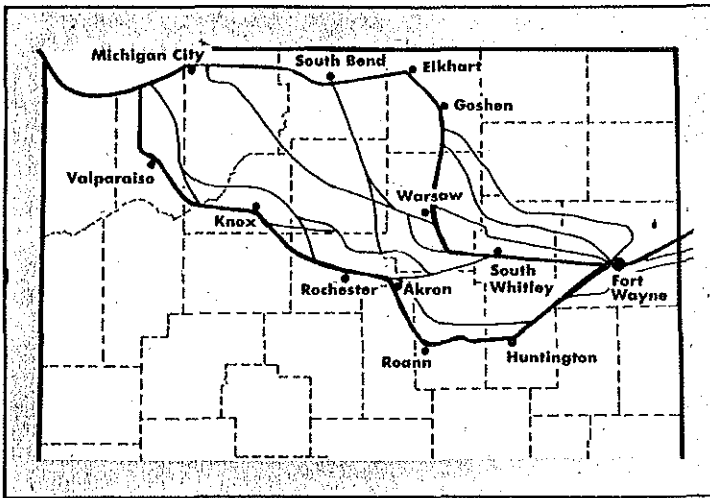 Michigan City
South Bend
Elkhart
Goshen
Valparaiso
Warsaw
Knox
South
Whitley
Fort
Wayne
Rochester
Akron
Roann
Huntington